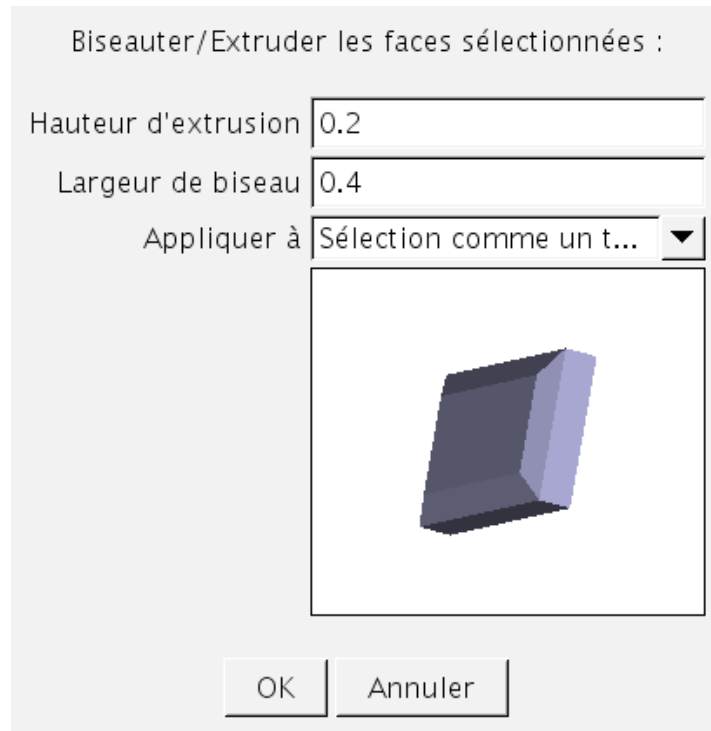 Biseauter/Extruder les faces sélectionnées :
Hauteur d'extrusion 0.2
Largeur de biseau 0.4
Appliquer à Sélection comme un t...
OK Annuler